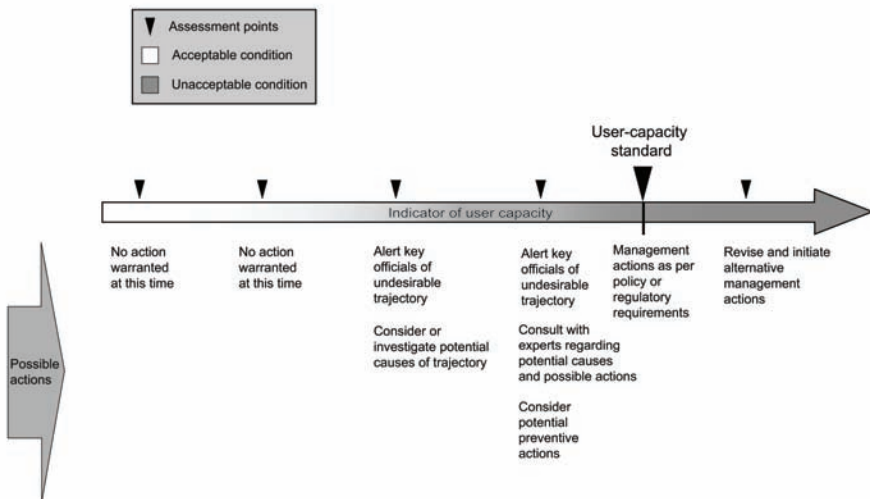 Assessment points
Acceptable condition
Unacceptable condition
User-capacity
standard
Indicator of user capacity
No action
warranted
at this time
No action
warranted
at this time
Alert key
officials of
undesirable
trajectory
Consider or
investigate potential
causes of trajectory
Alert key
officials of
undesirable
trajectory
Consult with
experts regarding
potential causes
and possible actions
Consider
potential
preventive
actions
Management
actions as per
policy or
regulatory
requirements
Revise and initiate
alternative
management
actions
Possible
actions